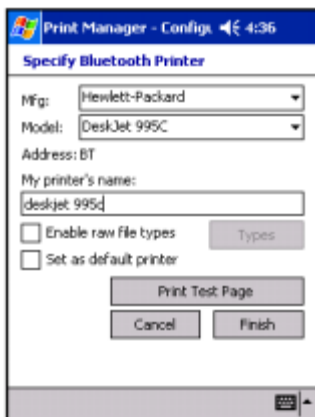 Print Manager - Configu 4:36
Specify Bluetooth Printer
Mfg: Hewlett-Packard
Model: DeskJet 995C
Address: BT
My printer's name:
deskjet 995c
Enable raw file types Types
Set as default printer
Print Test Page
Cancel Finish